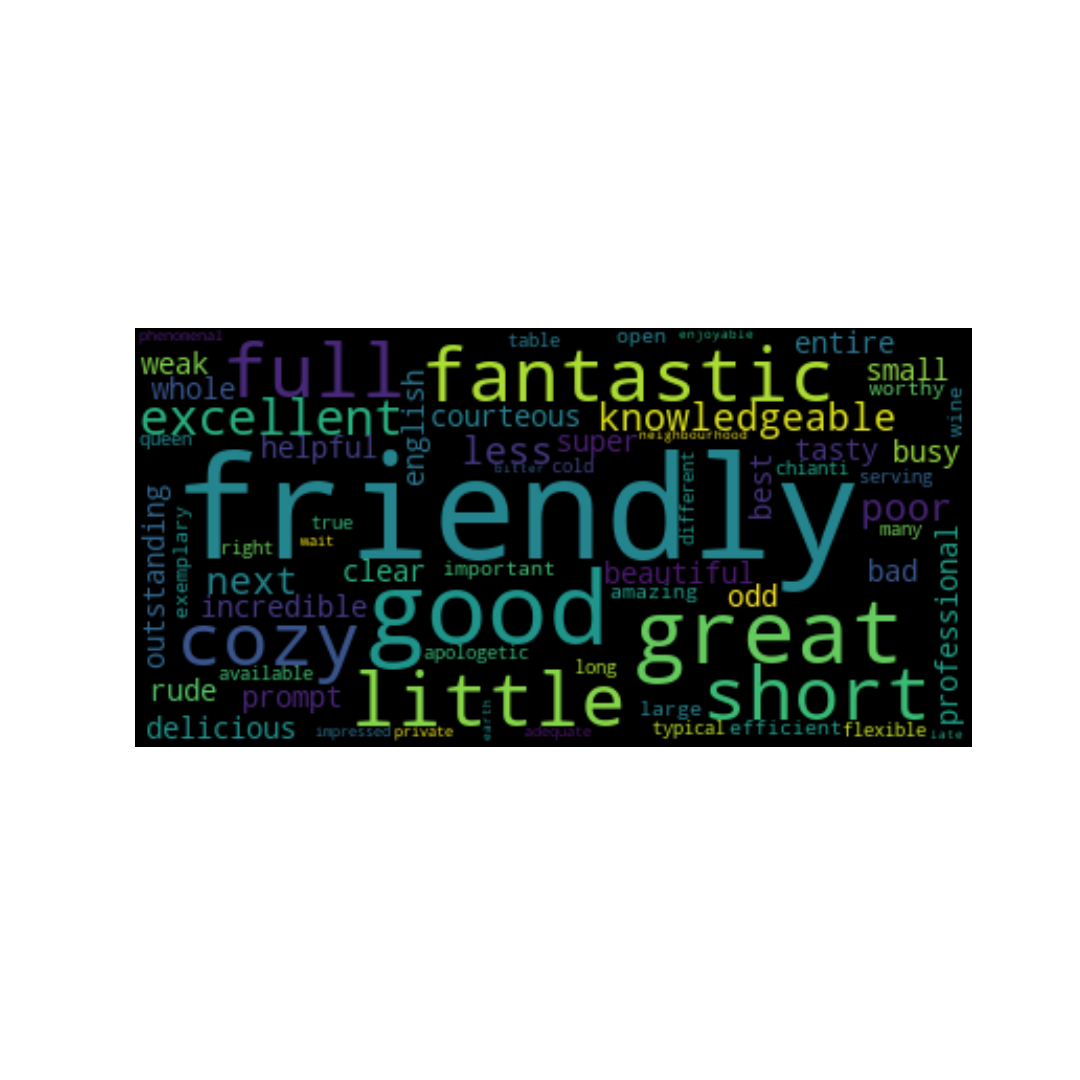 phenomenal
table
open
enjoyable
entire
weak
full
fantastic
small
whole
english
worthy
excellent
courteous
knowledgeable
wine
queen
helpful
less
super
neighbourhood
tasty
busy
bitter
cold
best
chianti
serving
friendly
different
outstanding
exemplary
true
right
wait
poor
many
professional
next
clear
important
beautiful
amazing
bad
incredible
good
odd
great
cozy
apologetic
available
long
rude
prompt
little
large
short
delicious
impressed
private
earth
adequate
typical
efficient
flexible